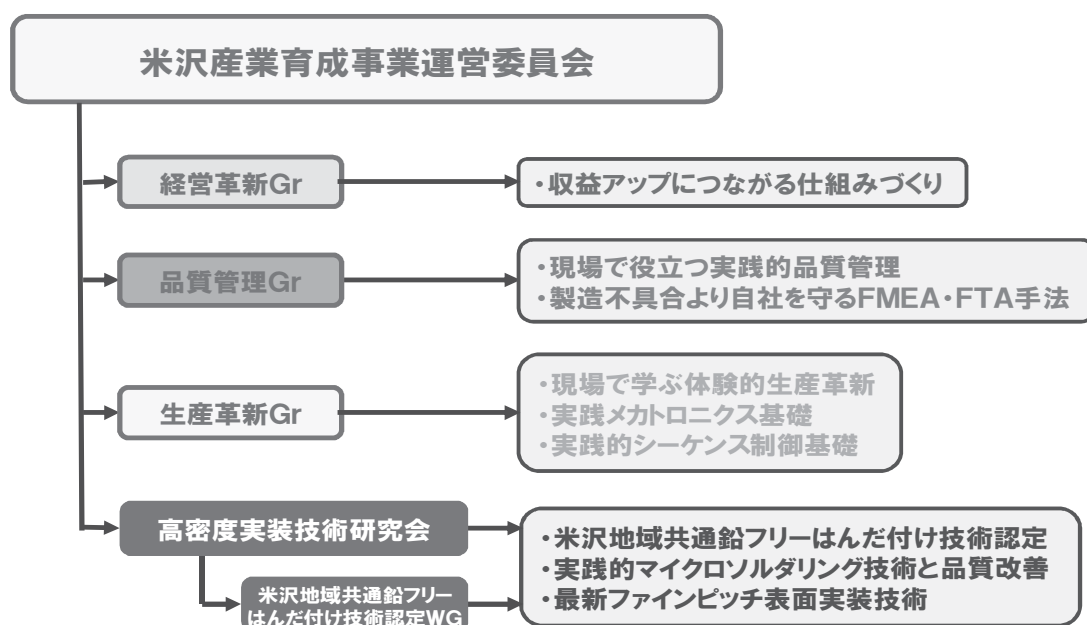 米沢産業育成事業運営委員会
経営革新Gr
・収益アップにつながる仕組みづくり
品質管理Gr
・現場で役立つ実践的品質管理
・製造不具合より自社を守るFMEA・FTA手法
生産革新Gr
・現場で学ぶ体験的生産革新
・実践メカトロニクス基礎
・実践的シーケンス制御基礎
高密度実装技術研究会
・米沢地域共通鉛フリーはんだ付け技術認定
・実践的マイクロソルダリング技術と品質改善
・最新ファインピッチ表面実装技術
米沢地域共通鉛フリー
はんだ付け技術認定WG